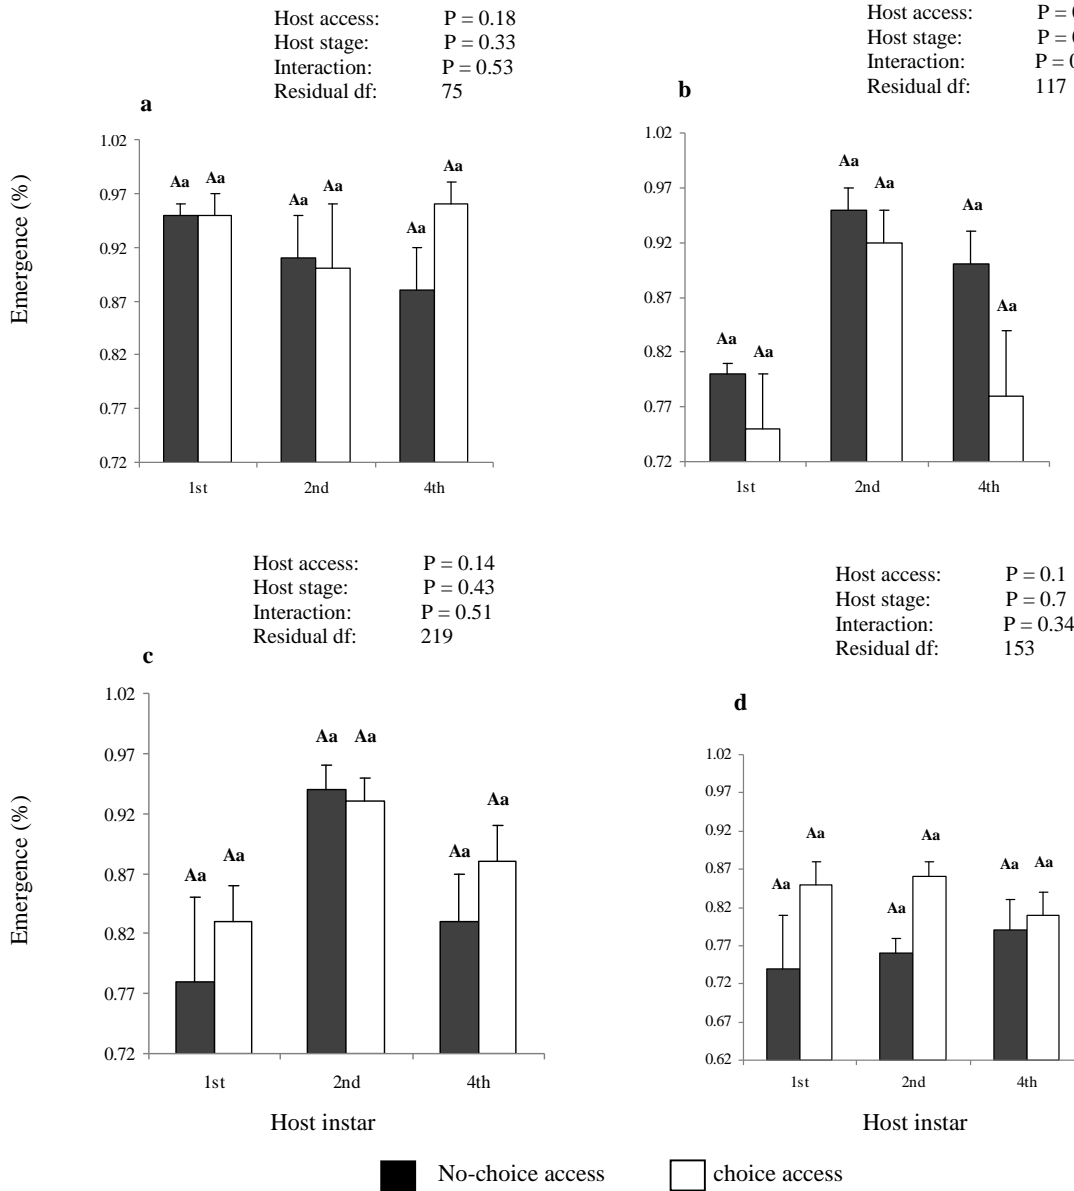 Host access: P = 0.18
Host stage: P = 0.33
Interaction: P = 0.53
Residual df: 75
a
Emergence (%)
1.02
0.97
0.92
0.87
0.82
0.77
0.72
Aa Aa Aa Aa Aa Aa
1st 2nd 4th
Host access: P = 0
Host stage: P = 0
Interaction: P = 0
Residual df: 117
b
1.02
0.97
0.92
0.87
0.82
0.77
0.72
Aa Aa Aa Aa Aa Aa
1st 2nd 4th
Host access: P = 0.14
Host stage: P = 0.43
Interaction: P = 0.51
Residual df: 219
c
Emergence (%)
1.02
0.97
0.92
0.87
0.82
0.77
0.72
Aa Aa Aa Aa Aa Aa
1st 2nd 4th
Host instar
Host access: P = 0.1
Host stage: P = 0.7
Interaction: P = 0.34
Residual df: 153
d
1.02
0.97
0.92
0.87
0.82
0.77
0.72
0.67
0.62
Aa Aa Aa Aa Aa Aa
1st 2nd 4th
Host instar
No-choice access choice access